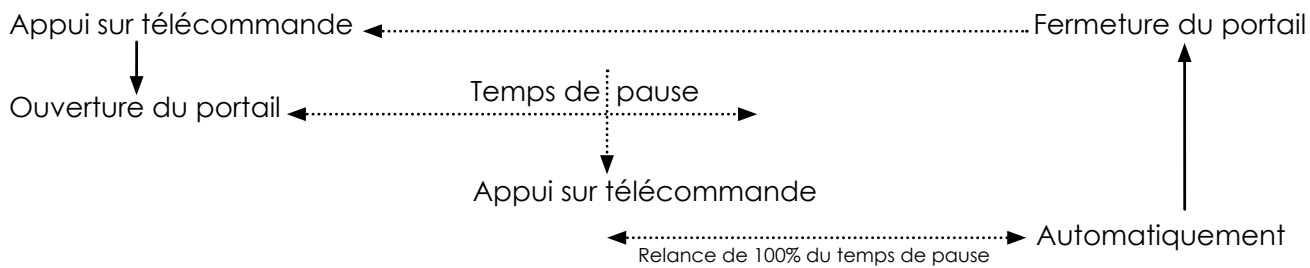 Appui sur télécommande
Fermeture du portail
Ouverture du portail
Temps de pause
Appui sur télécommande
Automatiquement
Relance de 100% du temps de pause